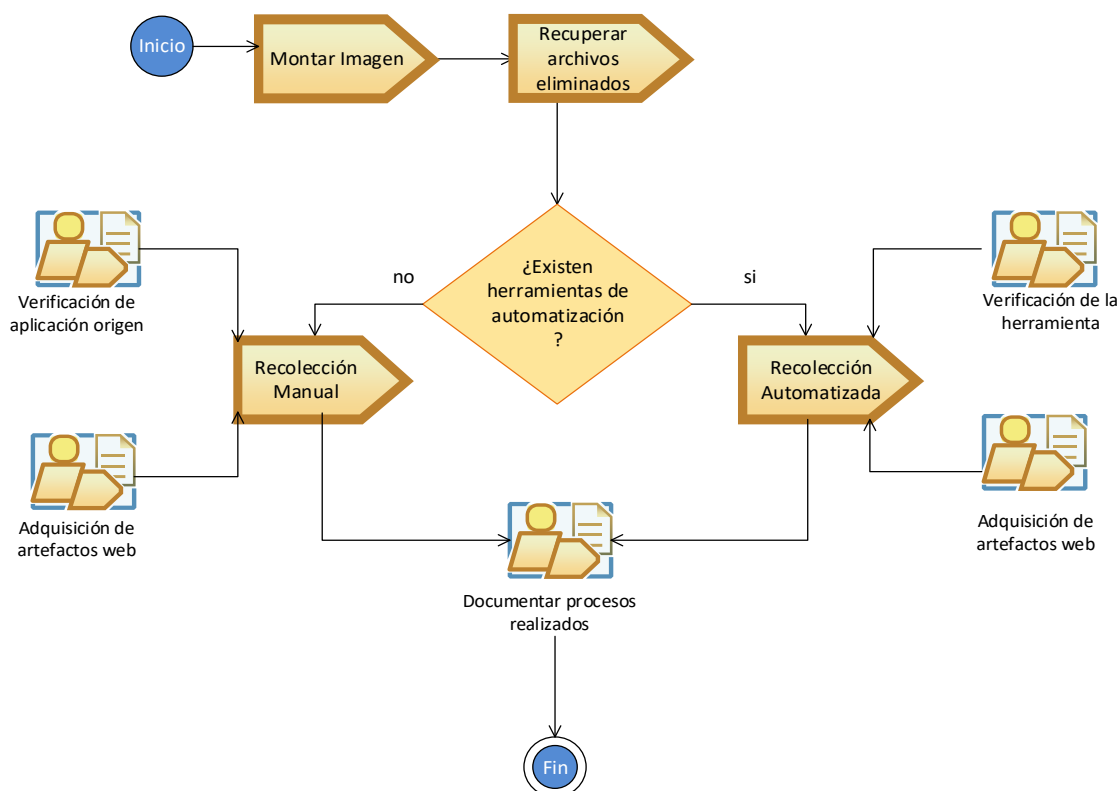 Inicio
Montar Imagen
Recuperar
archivos
eliminados
¿Existen
herramientas de
automatización
?
no
si
Verificación de
aplicación origen
Verificación de la
herramienta
Recolección
Manual
Recolección
Automatizada
Adquisición de
artefactos web
Adquisición de
artefactos web
Documentar procesos
realizados
Fin